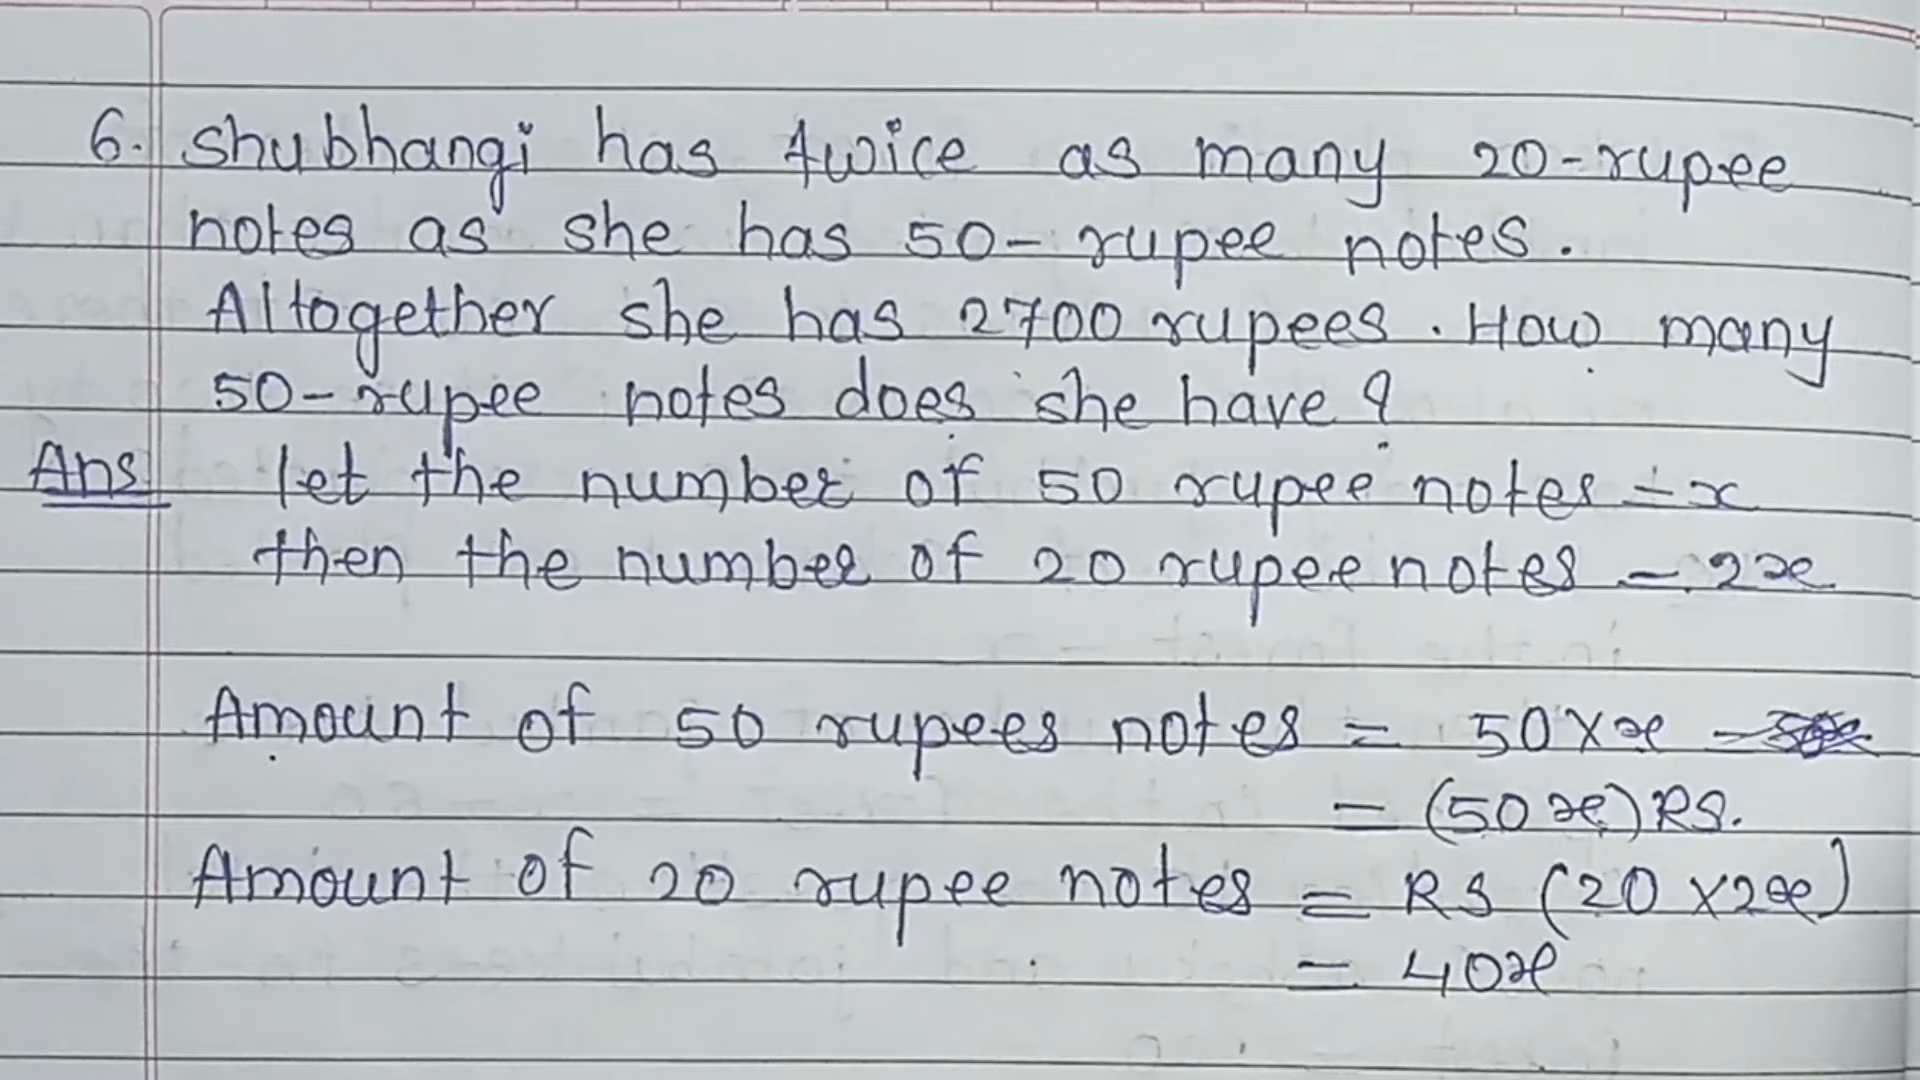 6. Shubhangi has twice as many 20-rupee
notes as she has 50-rupee notes.
Altogether she has 2700 rupees. How many
50-rupee notes does she have?
Ans let the number of 50 rupee notes = x
then the number of 20 rupee notes = 2x
Amount of 50 rupees notes = 50 × x
= (50x) RS.
Amount of 20 rupee notes = RS (20 × 2x)
= 40x